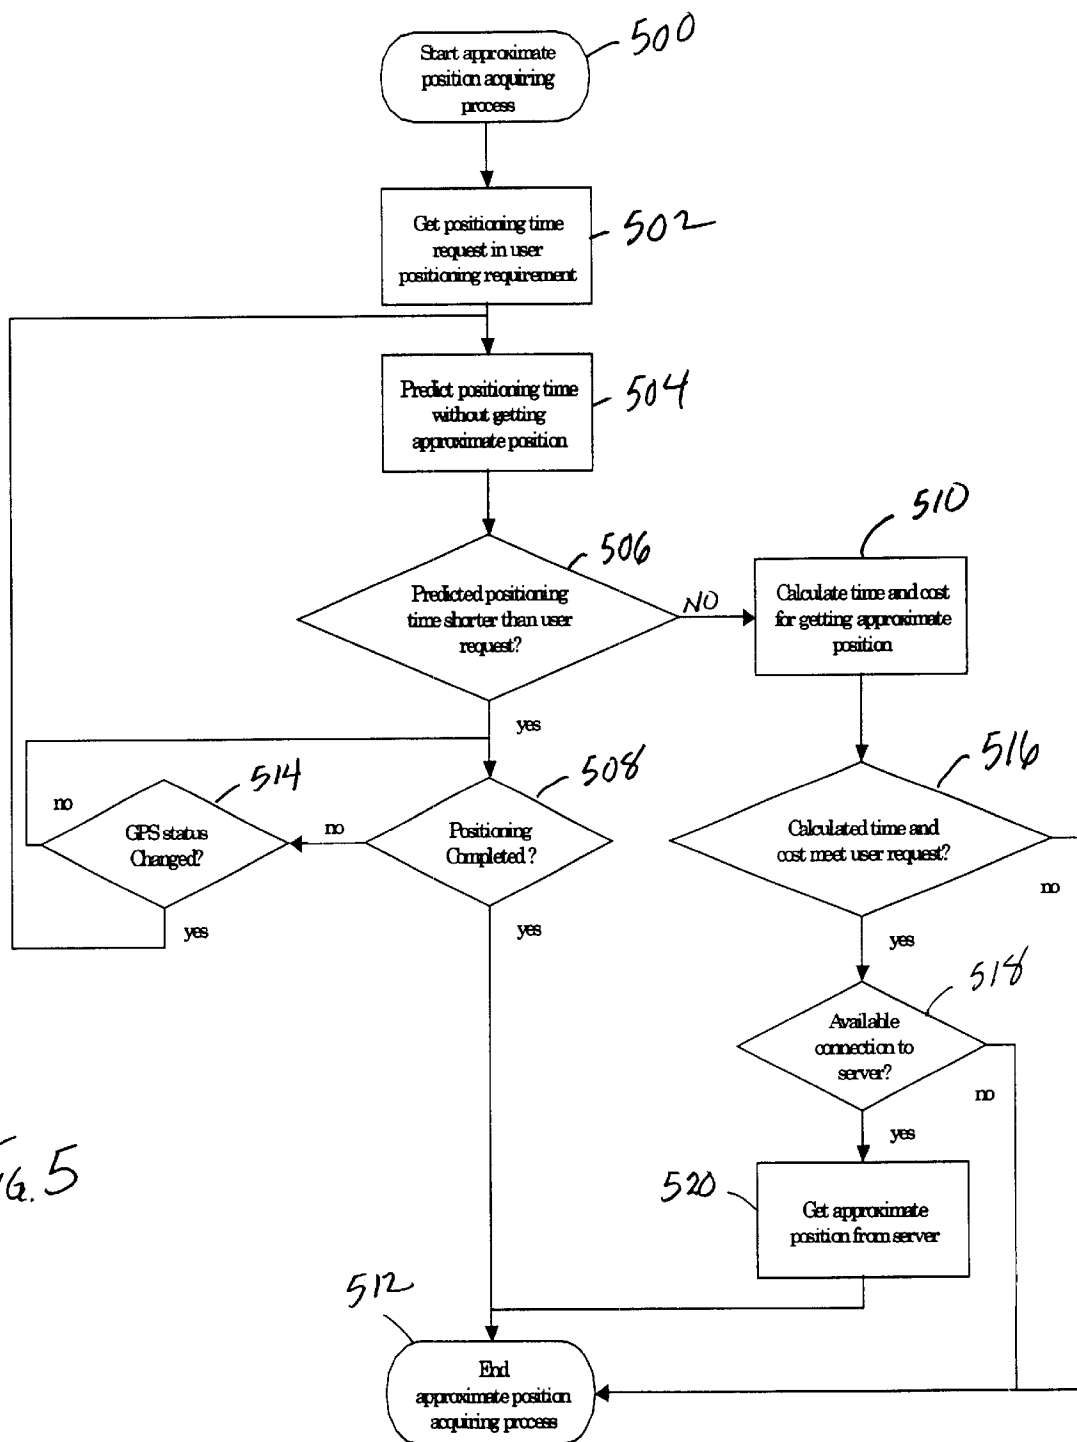 Start approximate
position acquiring
process
500
Get positioning time
request in user
positioning requirement
502
Predict positioning time
without getting
approximate position
504
Predicted positioning
time shorter than user
request?
506
NO
yes
Calculate time and cost
for getting approximate
position
510
Positioning
Completed ?
508
no
yes
GPS status
Changed?
514
no
yes
Calculated time and
cost meet user request?
516
no
yes
Available
connection to
server?
518
no
yes
Get approximate
position from server
520
End
approximate position
acquiring process
512
G. 5